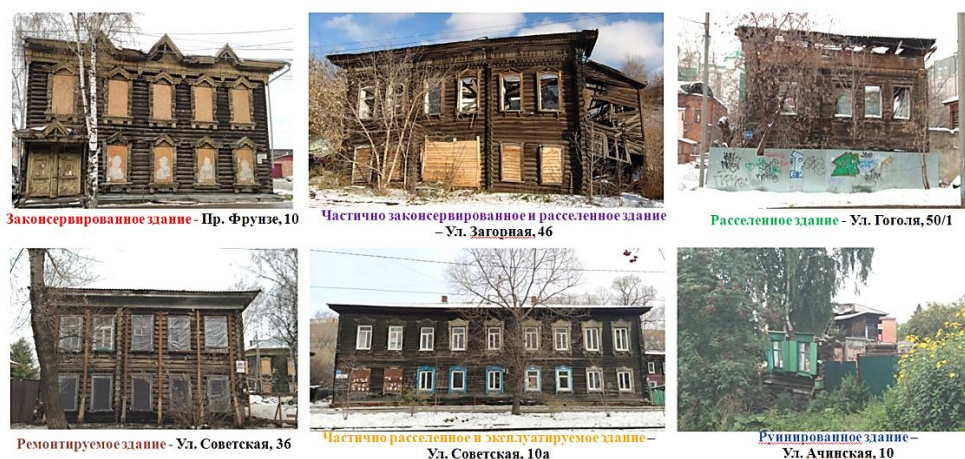 Законсервированное здание - Пр. Фрунзе, 10
Частично законсервированное и расселенное здание
– Ул. Загорная, 46
Расселенное здание - Ул. Гоголя, 50/1
Ремонтируемое здание - Ул. Советская, 36
Частично расселенное и эксплуатируемое здание –
Ул. Советская, 10а
Руинированное здание –
Ул. Ачинская, 10